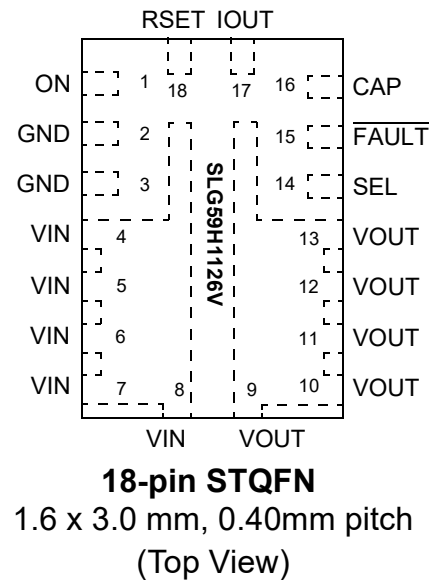 RSET IOUT
ON 1 18 17 16 CAP
GND 2 15 FAULT
GND 3 14 SEL
SLG59H1126V
VIN 4 13 VOUT
VIN 5 12 VOUT
VIN 6 11 VOUT
VIN 7 8 9 10 VOUT
VIN VOUT
18-pin STQFN
1.6 x 3.0 mm, 0.40mm pitch
(Top View)